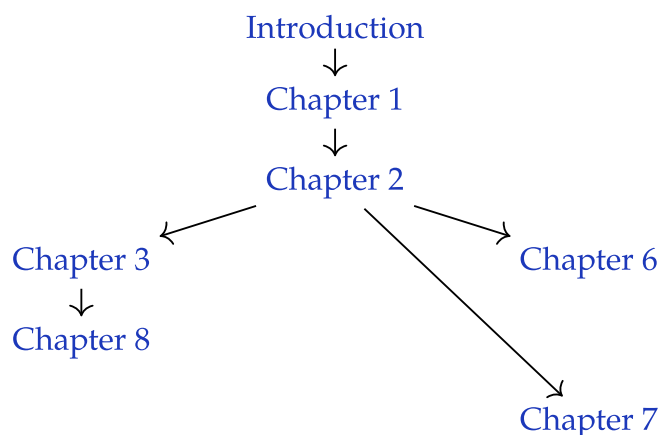 Introduction
Chapter 1
Chapter 2
Chapter 3
Chapter 6
Chapter 8
Chapter 7